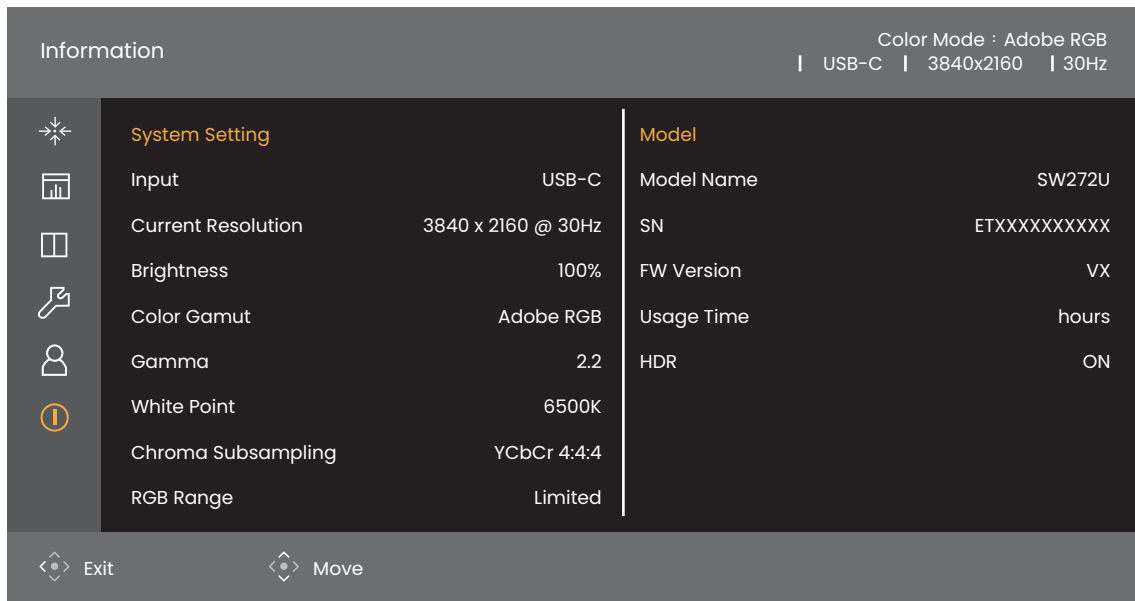 Information
Color Mode：Adobe RGB
| USB-C | 3840x2160 | 30Hz
System Setting
Input USB-C
Current Resolution 3840 x 2160 @ 30Hz
Brightness 100%
Color Gamut Adobe RGB
Gamma 2.2
White Point 6500K
Chroma Subsampling YCbCr 4:4:4
RGB Range Limited
Model
Model Name SW272U
SN ETXXXXXXXXXX
FW Version VX
Usage Time hours
HDR ON
Exit Move